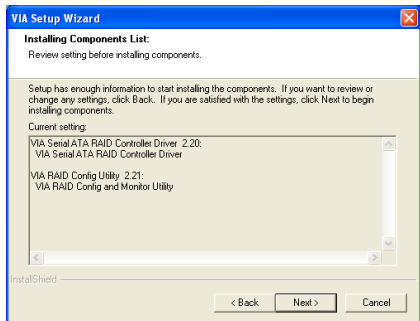 VIA Setup Wizard
Installing Components List:
Review setting before installing components.
Setup has enough information to start installing the components. If you want to review or
change any settings, click Back. If you are satisfied with the settings, click Next to begin
installing components.
Current setting:
VIA Serial ATA RAID Controller Driver 2.20:
VIA Serial ATA RAID Controller Driver
VIA RAID Config Utility 2.21:
VIA RAID Config and Monitor Utility
InstallShield
< Back Next > Cancel